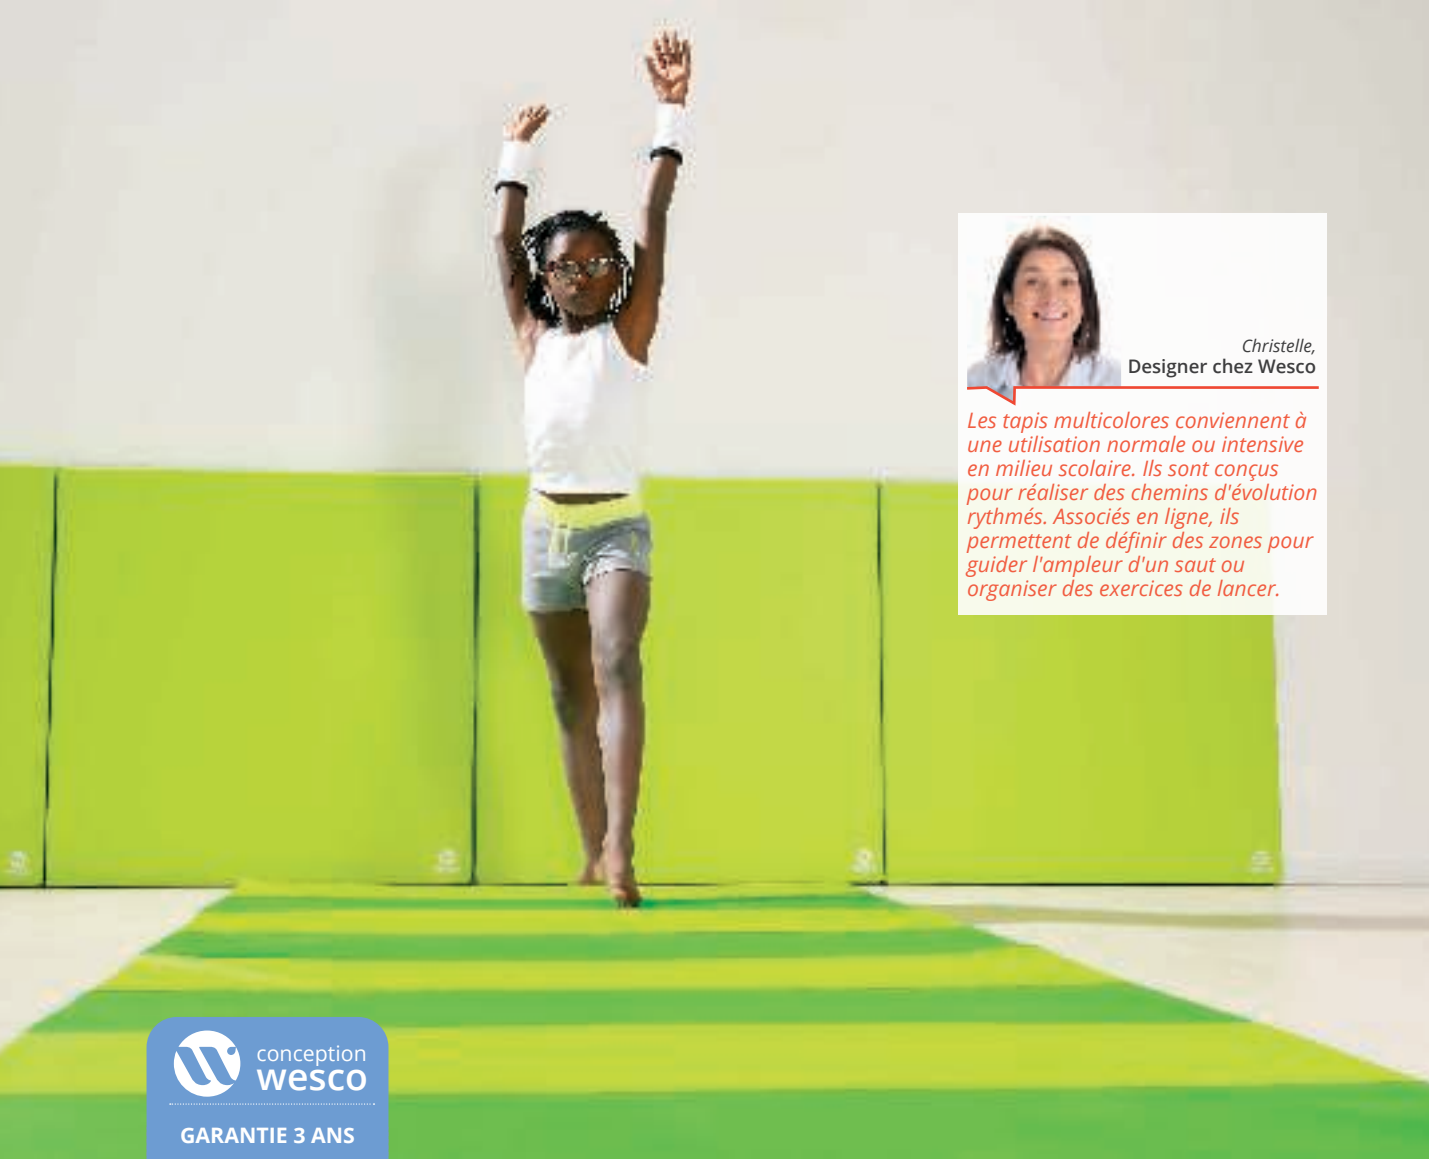 Christelle,
Designer chez Wesco
Les tapis multicolores conviennent à
une utilisation normale ou intensive
en milieu scolaire. Ils sont conçus
pour réaliser des chemins d'évolution
rythmés. Associés en ligne, ils
permettent de définir des zones pour
guider l'ampleur d'un saut ou
organiser des exercices de lancer.
conception
wesco
GARANTIE 3 ANS